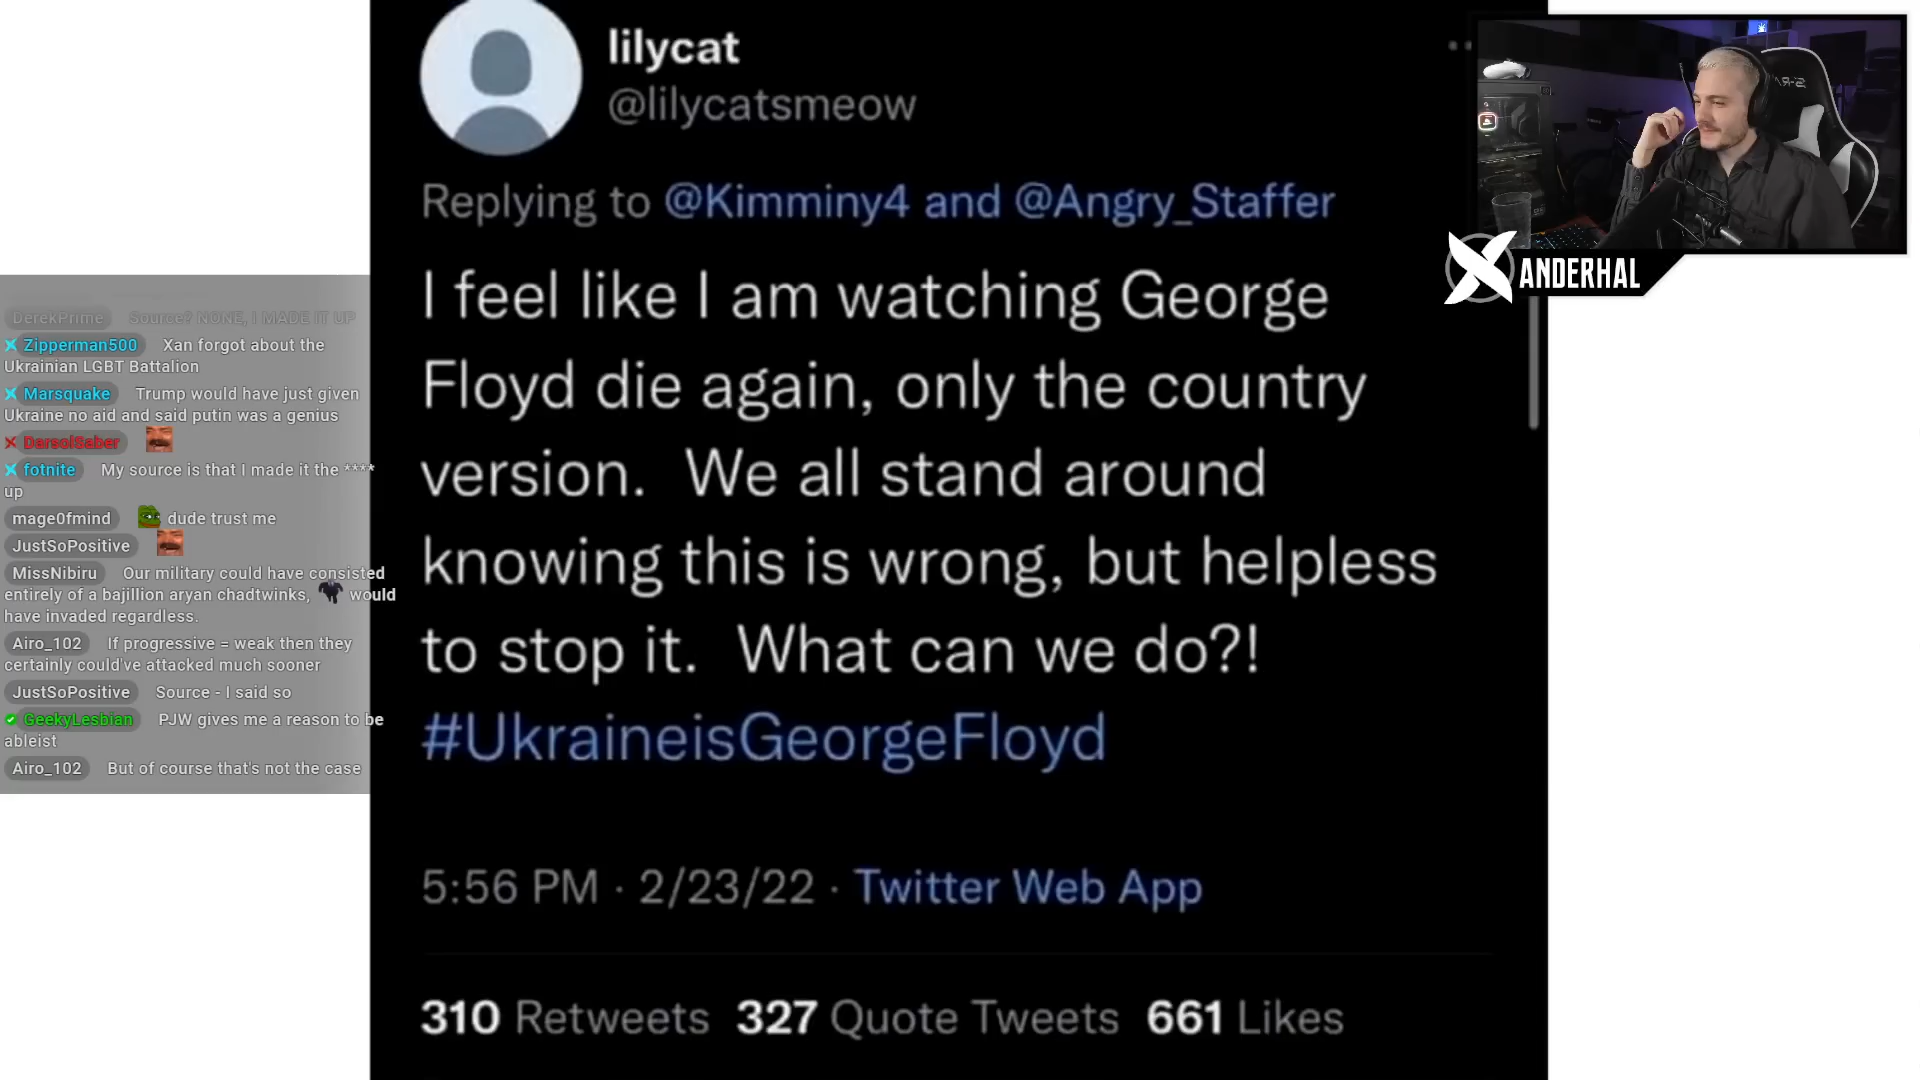 lilycat
@lilycatsmeow
Replying to @Kimminy4 and @Angry_Staffer
I feel like I am watching George
Floyd die again, only the country
version. We all stand around
knowing this is wrong, but helpless
to stop it. What can we do?!
#UkraineisGeorgeFloyd
5:56 PM · 2/23/22 · Twitter Web App
310 Retweets 327 Quote Tweets 661 Likes
XANDERHAL
DerekPrime Source? NONE, I MADE IT UP
Zipperman500 Xan forgot about the
Ukrainian LGBT Battalion
Marsquake Trump would have just given
Ukraine no aid and said putin was a genius
DarsolSaber
fotnite My source is that I made it the ****
up
mage0fmind dude trust me
JustSoPositive
MissNibiru Our military could have consisted
entirely of a bajillion aryan chadtwinks, would
have invaded regardless.
Airo_102 If progressive = weak then they
certainly could've attacked much sooner
JustSoPositive Source - I said so
GeekyLesbian PJW gives me a reason to be
ableist
Airo_102 But of course that's not the case